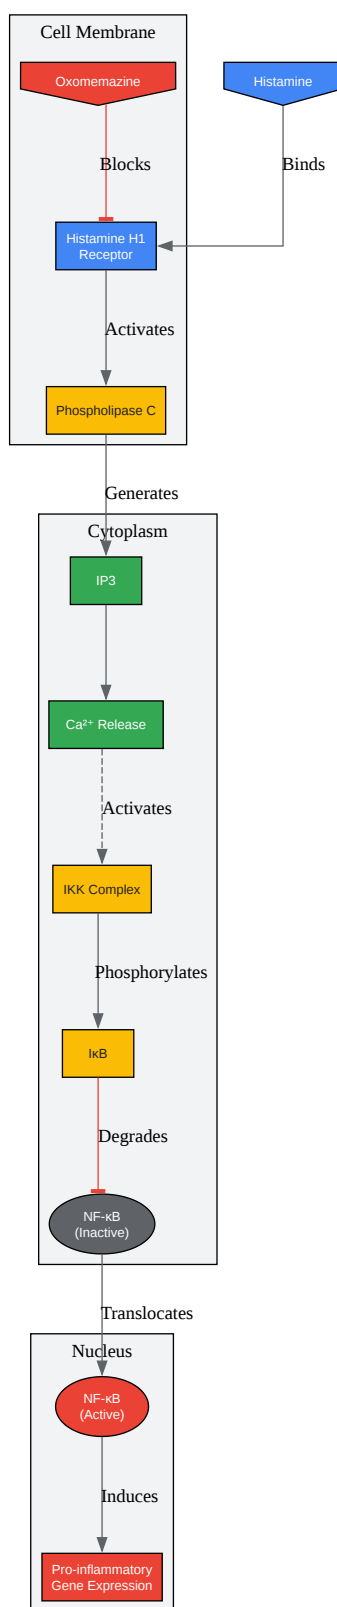 Cell Membrane
Oxomemazine
Histamine
Blocks
Binds
Histamine H1
Receptor
Activates
Phospholipase C
Generates
Cytoplasm
IP3
Ca²⁺ Release
Activates
IKK Complex
Phosphorylates
IκB
Degrades
NF-κB
(Inactive)
Translocates
Nucleus
NF-κB
(Active)
Induces
Pro-inflammatory
Gene Expression